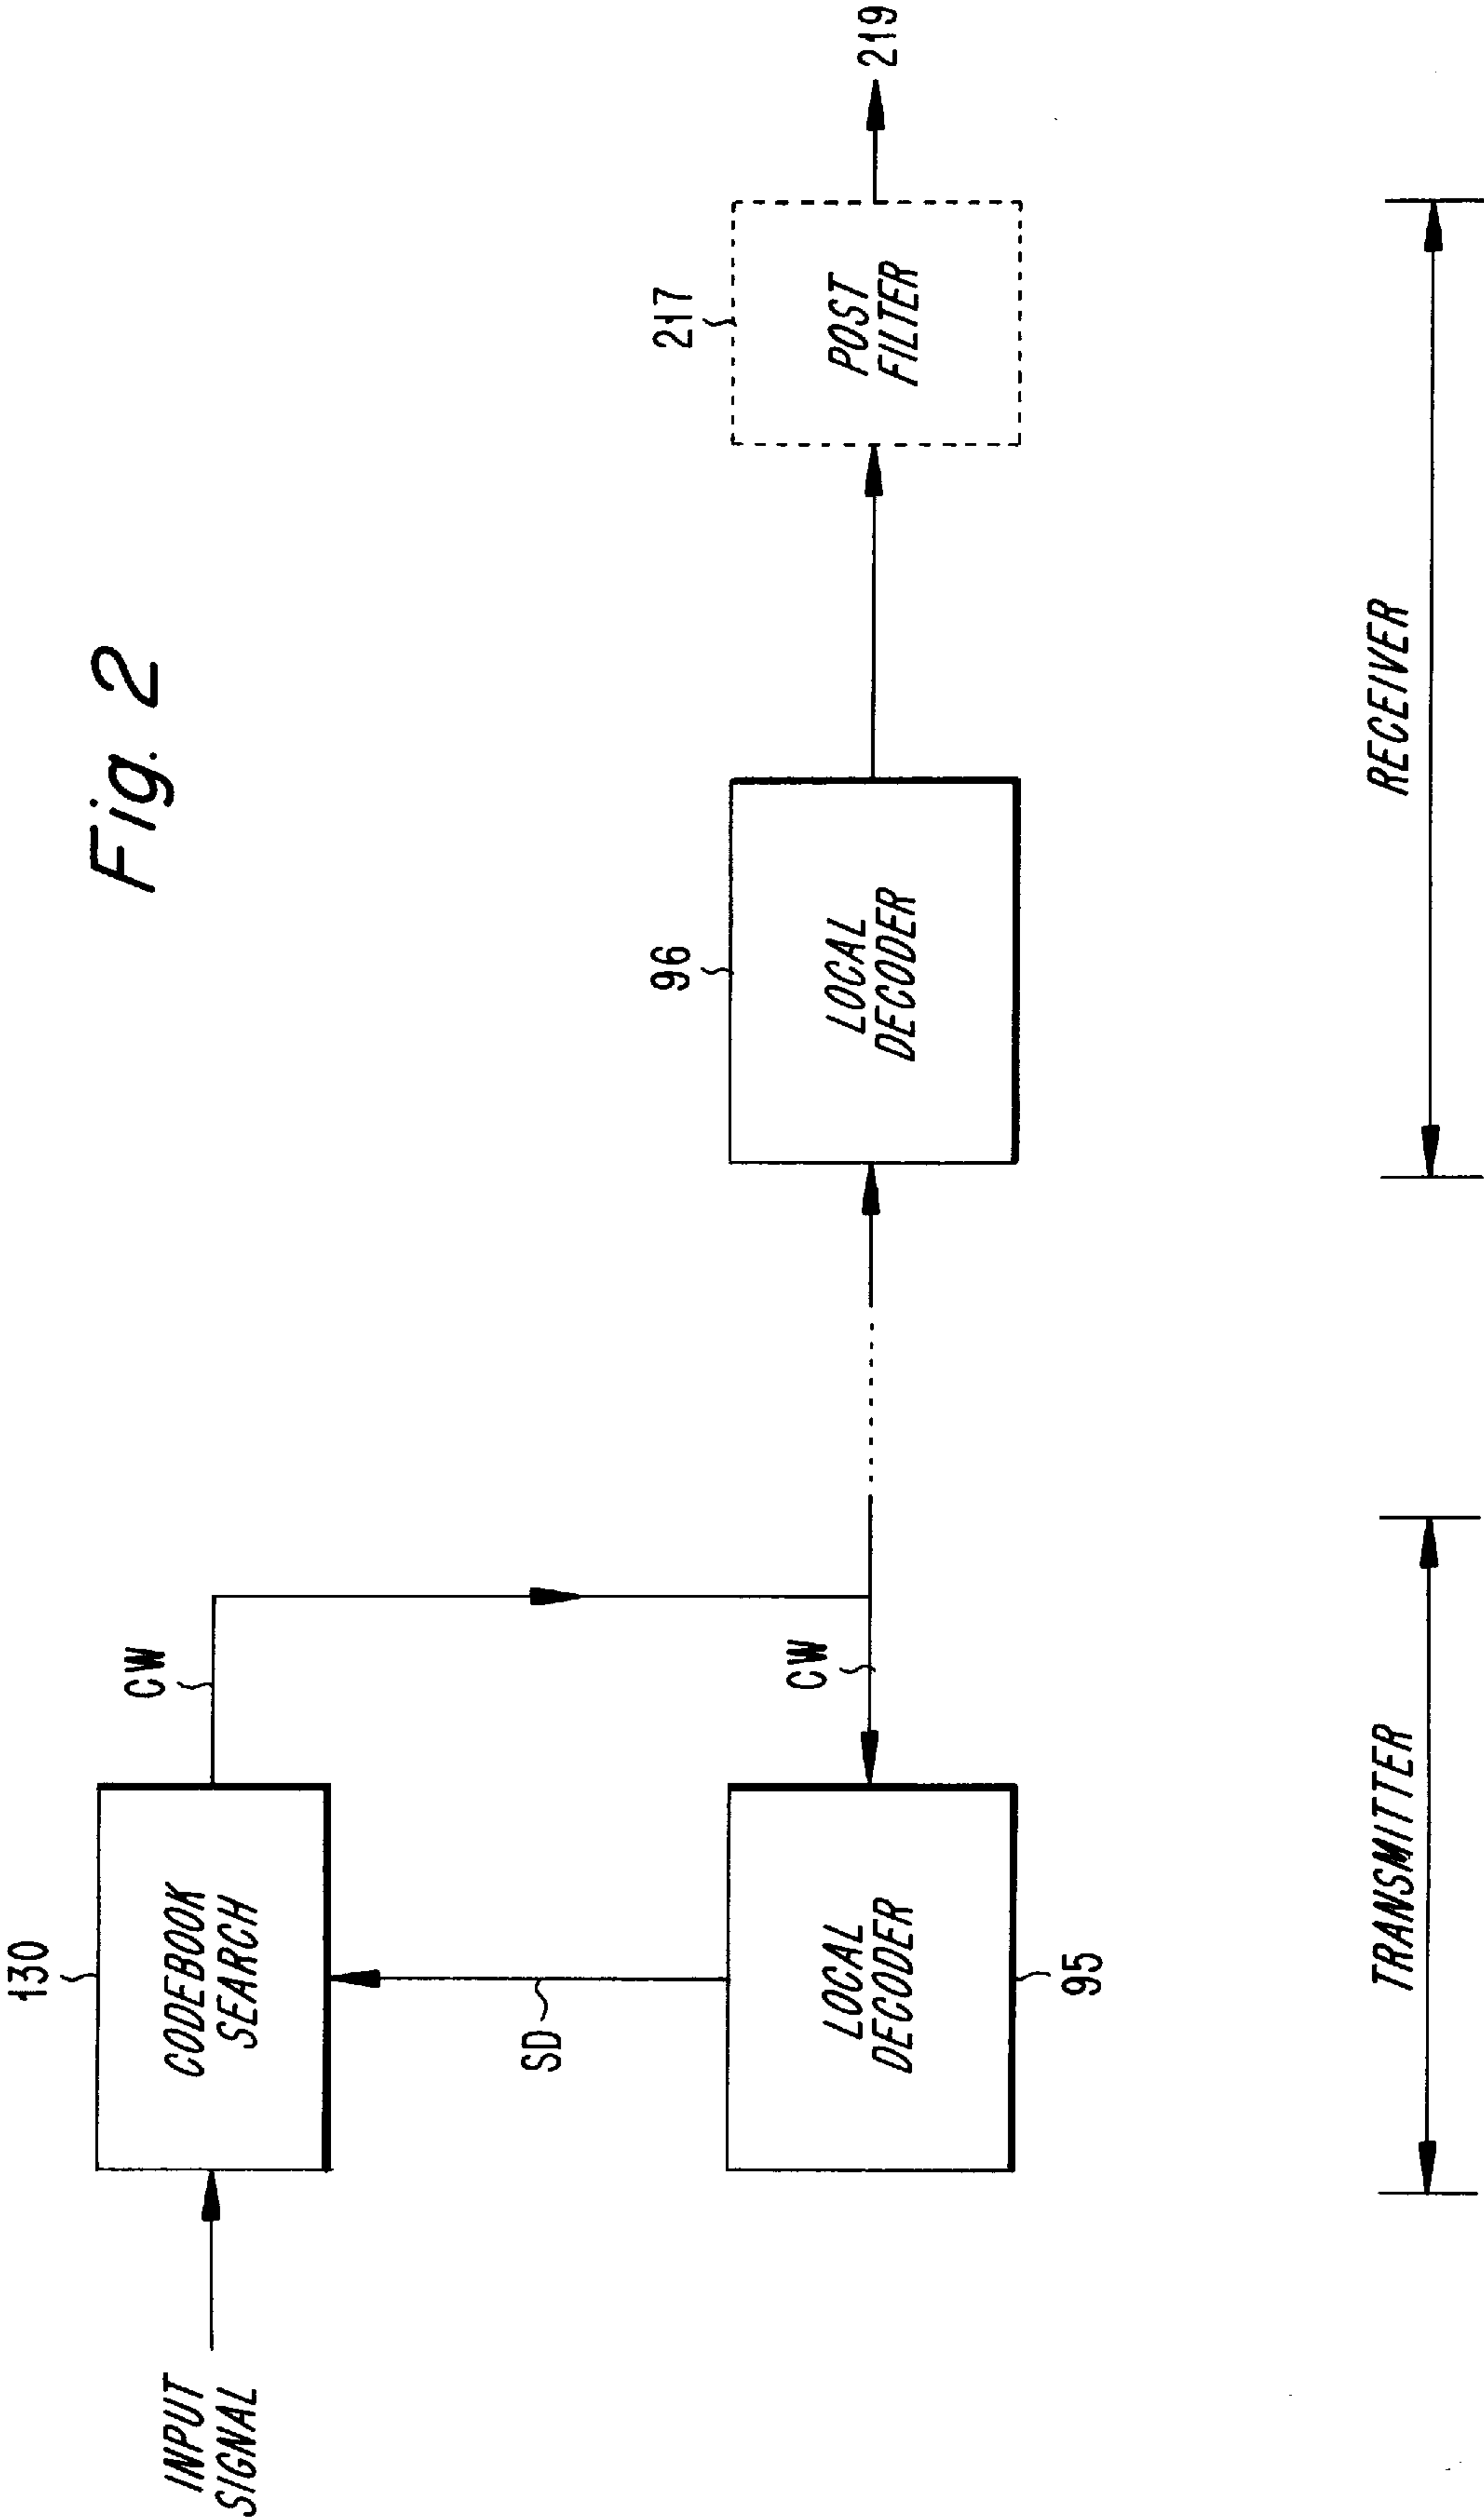 Fig. 2
INPUT
SIGNAL
130
CODEBOOK
SEARCH
CW
SD
LOCAL
DECODER
95
CW
96
LOCAL
DECODER
217
POST
FILTER
219
TRANSMITTER
RECEIVER